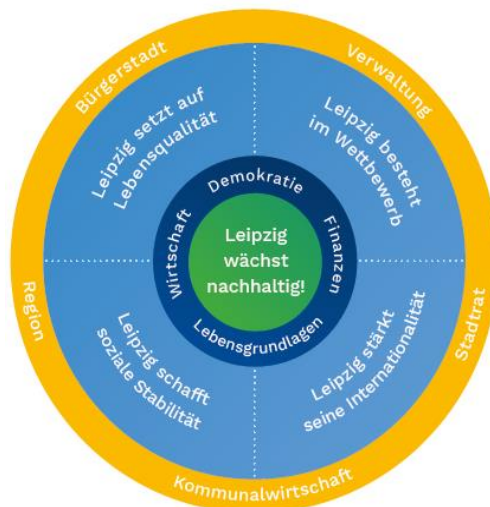 Bürgerstadt
Verwaltung
Leipzig setzt auf
Lebensqualität
Leipzig besteht
im Wettbewerb
Demokratie
Wirtschaft
Finanzen
Leipzig
wächst
nachhaltig!
Lebensgrundlagen
Region
Stadtrat
Leipzig schafft
soziale Stabilität
Leipzig stärkt
seine Internationalität
Kommunalwirtschaft